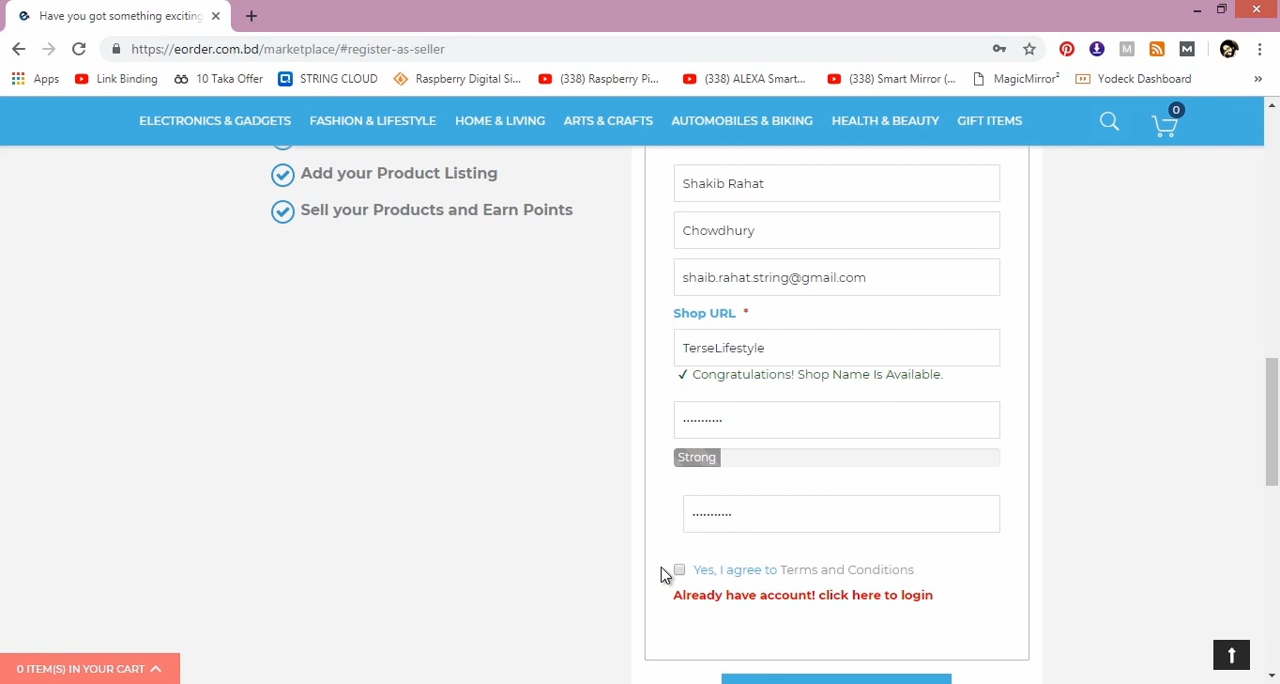 Have you got something exciting
https://eorder.com.bd/marketplace/#register-as-seller
Apps Link Binding 10 Taka Offer STRING CLOUD Raspberry Digital Si... (338) Raspberry Pi... (338) ALEXA Smart... (338) Smart Mirror (... MagicMirror² Yodeck Dashboard »
ELECTRONICS & GADGETS FASHION & LIFESTYLE HOME & LIVING ARTS & CRAFTS AUTOMOBILES & BIKING HEALTH & BEAUTY GIFT ITEMS 0
Add your Product Listing
Sell your Products and Earn Points
Shakib Rahat
Chowdhury
shaib.rahat.string@gmail.com
Shop URL *
TerseLifestyle
✓ Congratulations! Shop Name Is Available.
···········
Strong
···········
Yes, I agree to Terms and Conditions
Already have account! click here to login
0 ITEM(S) IN YOUR CART